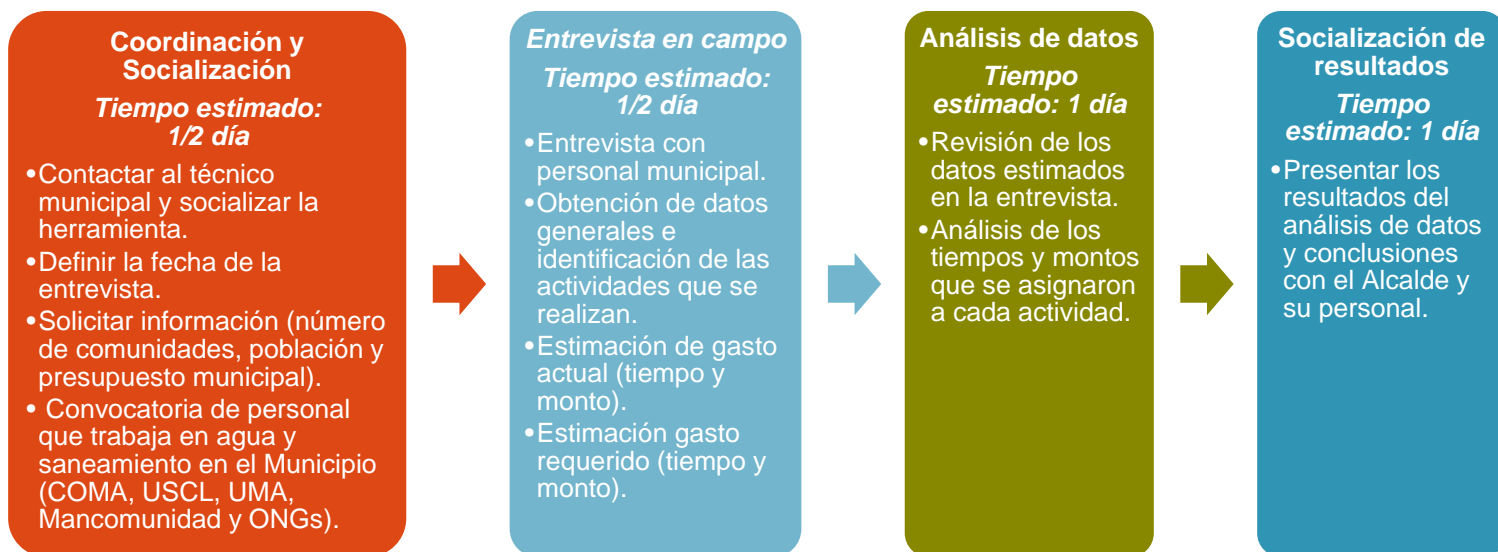 Coordinación y
Socialización
Tiempo estimado:
1/2 día
•Contactar al técnico
municipal y socializar la
herramienta.
•Definir la fecha de la
entrevista.
•Solicitar información (número
de comunidades, población y
presupuesto municipal).
• Convocatoria de personal
que trabaja en agua y
saneamiento en el Municipio
(COMA, USCL, UMA,
Mancomunidad y ONGs).
Entrevista en campo
Tiempo estimado:
1/2 día
•Entrevista con
personal municipal.
•Obtención de datos
generales e
identificación de las
actividades que se
realizan.
•Estimación de gasto
actual (tiempo y
monto).
•Estimación gasto
requerido (tiempo y
monto).
Análisis de datos
Tiempo
estimado: 1 día
•Revisión de los
datos estimados
en la entrevista.
•Análisis de los
tiempos y montos
que se asignaron
a cada actividad.
Socialización de
resultados
Tiempo
estimado: 1 día
•Presentar los
resultados del
análisis de datos
y conclusiones
con el Alcalde y
su personal.